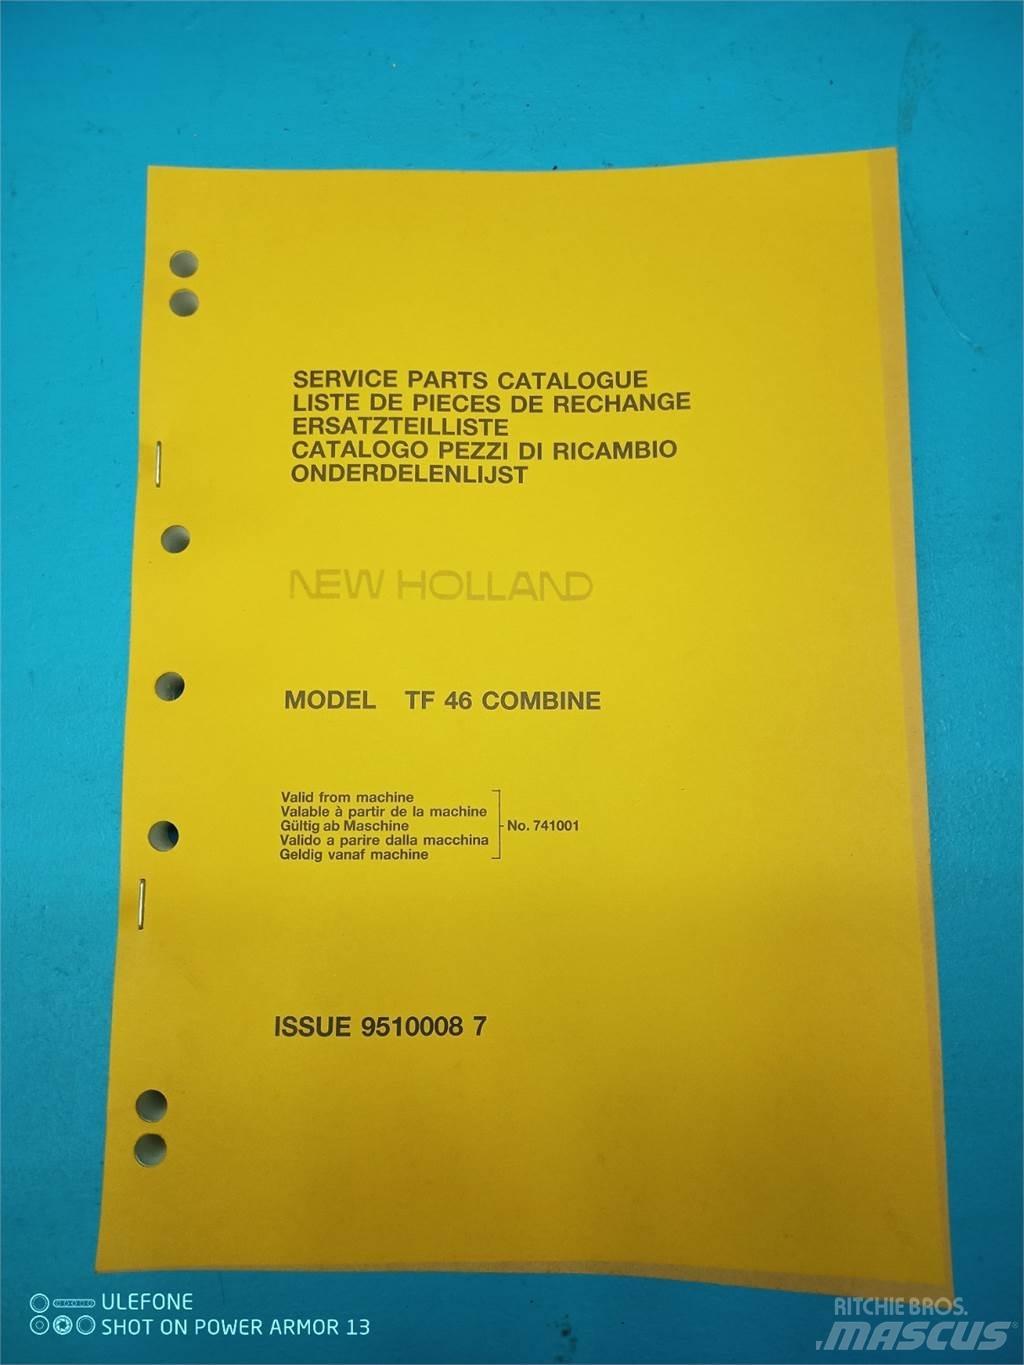 SERVICE PARTS CATALOGUE
LISTE DE PIECES DE RECHANGE
ERSATZTEILLISTE
CATALOGO PEZZI DI RICAMBIO
ONDERDELENLIJST
NEW HOLLAND
MODEL TF 46 COMBINE
Valid from machine
Valable à partir de la machine
Gültig ab Maschine
Valido a parire dalla macchina
Geldig vanaf machine
No. 741001
ISSUE 9510008 7
ULEFONE
SHOT ON POWER ARMOR 13
RITCHIE BROS.
MASCUS